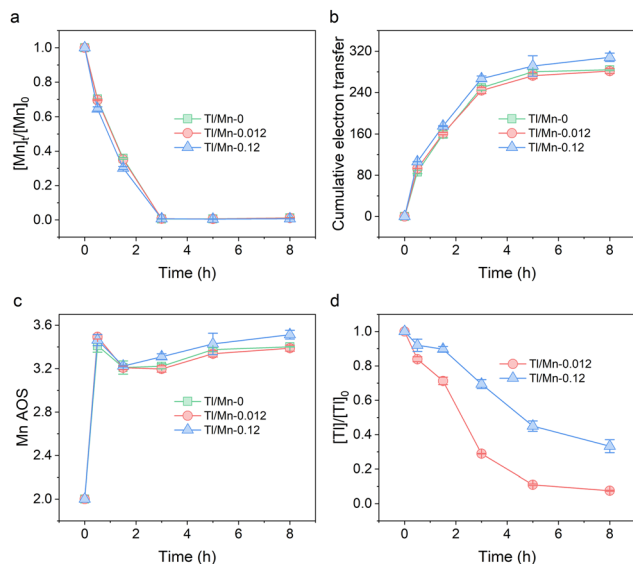 a
1.0
0.8
0.6
0.4
0.2
0.0
[Mn]t/[Mn]0
Tl/Mn-0
Tl/Mn-0.012
Tl/Mn-0.12
0 2 4 6 8
Time (h)
b
320
240
160
80
0
Cumulative electron transfer
Tl/Mn-0
Tl/Mn-0.012
Tl/Mn-0.12
0 2 4 6 8
Time (h)
c
3.6
3.2
2.8
2.4
2.0
Mn AOS
Tl/Mn-0
Tl/Mn-0.012
Tl/Mn-0.12
0 2 4 6 8
Time (h)
d
1.0
0.8
0.6
0.4
0.2
0.0
[Tl]/[Tl]0
Tl/Mn-0.012
Tl/Mn-0.12
0 2 4 6 8
Time (h)